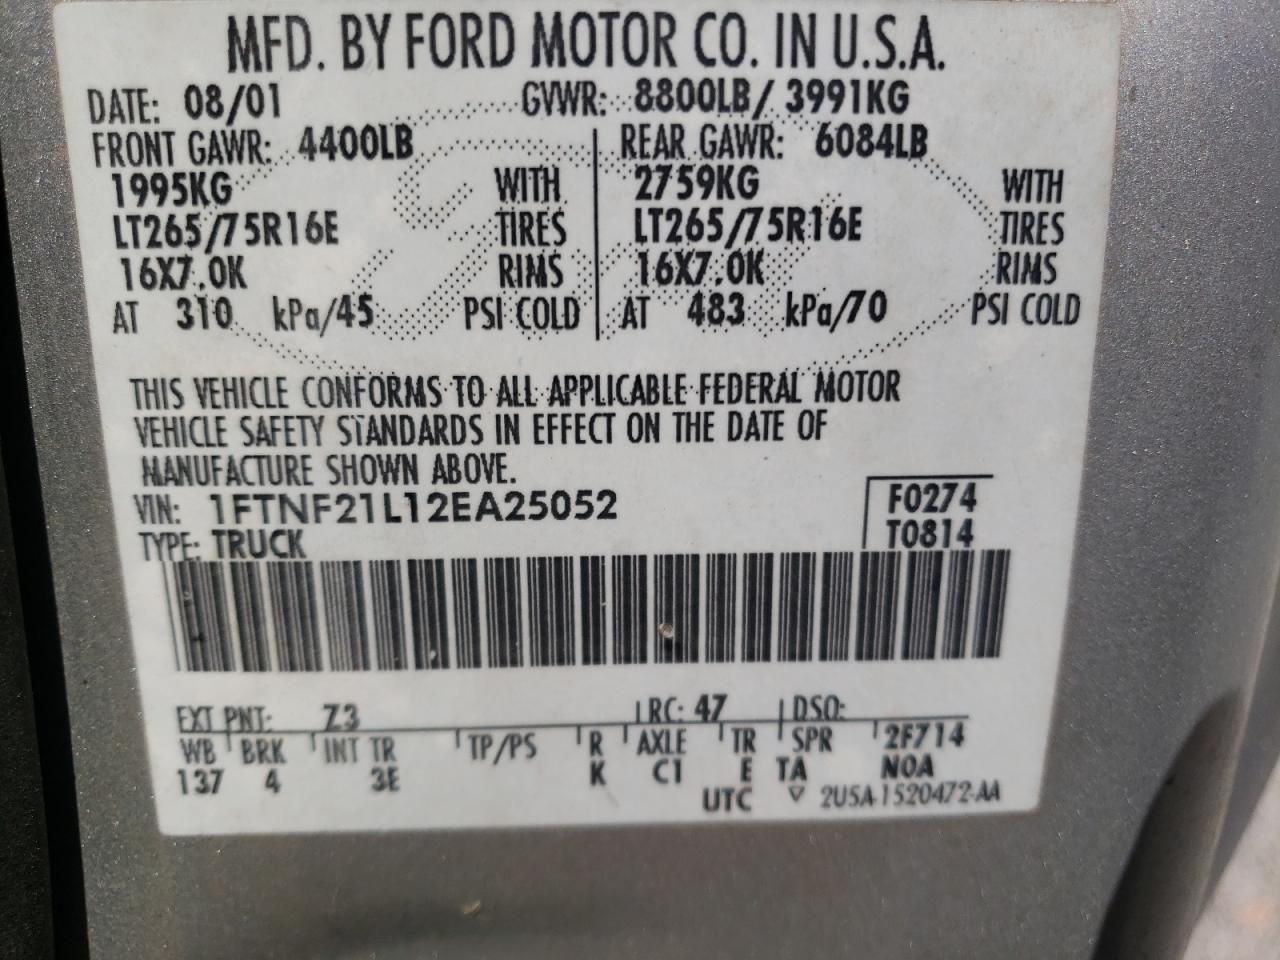 MFD. BY FORD MOTOR CO. IN U.S.A.
DATE: 08/01 GVWR: 8800LB/ 3991KG
FRONT GAWR: 4400LB REAR GAWR: 6084LB
1995KG WITH 2759KG WITH
LT265/75R16E TIRES LT265/75R16E TIRES
16X7.0K RIMS 16X7.0K RIMS
AT 310 kPa/45 PSI COLD AT 483 kPa/70 PSI COLD
THIS VEHICLE CONFORMS TO ALL APPLICABLE FEDERAL MOTOR
VEHICLE SAFETY STANDARDS IN EFFECT ON THE DATE OF
MANUFACTURE SHOWN ABOVE.
VIN: 1FTNF21L12EA25052 F0274
TYPE: TRUCK T0814
EXT PNT: Z3 RC: 47 DSO:
WB BRK INT TR TP/PS R AXLE TR SPR 2F714
137 4 3E K C1 E TA N0A
UTC ▽ 2U5A-1520472-AA